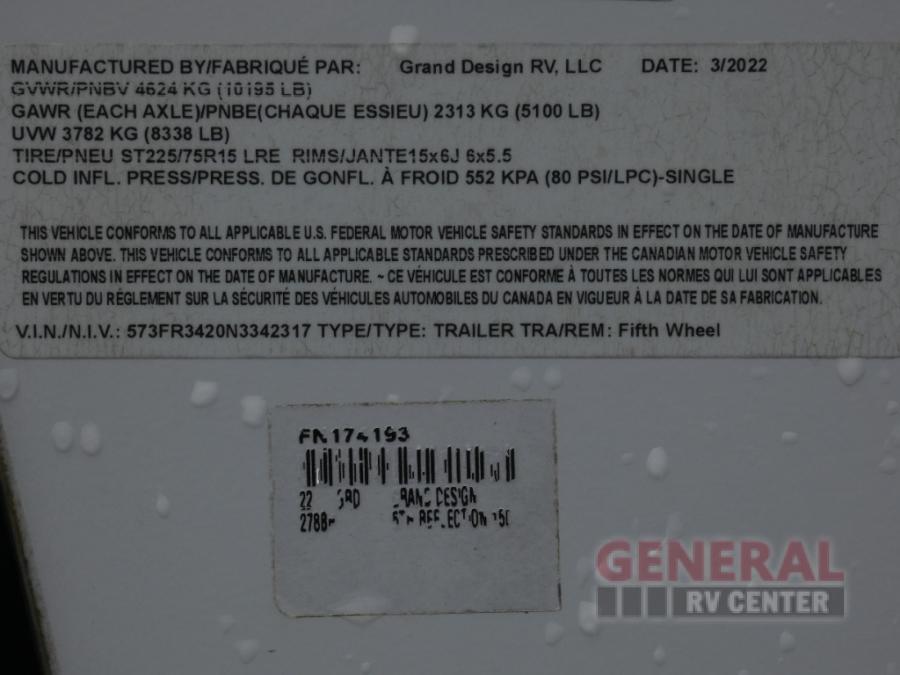 MANUFACTURED BY/FABRIQUÉ PAR: Grand Design RV, LLC DATE: 3/2022
GVWR/PNBV 4624 KG (10195 LB)
GAWR (EACH AXLE)/PNBE(CHAQUE ESSIEU) 2313 KG (5100 LB)
UVW 3782 KG (8338 LB)
TIRE/PNEU ST225/75R15 LRE RIMS/JANTE15x6J 6x5.5
COLD INFL. PRESS/PRESS. DE GONFL. À FROID 552 KPA (80 PSI/LPC)-SINGLE
THIS VEHICLE CONFORMS TO ALL APPLICABLE U.S. FEDERAL MOTOR VEHICLE SAFETY STANDARDS IN EFFECT ON THE DATE OF MANUFACTURE
SHOWN ABOVE. THIS VEHICLE CONFORMS TO ALL APPLICABLE STANDARDS PRESCRIBED UNDER THE CANADIAN MOTOR VEHICLE SAFETY
REGULATIONS IN EFFECT ON THE DATE OF MANUFACTURE. ~ CE VÉHICULE EST CONFORME À TOUTES LES NORMES QUI LUI SONT APPLICABLES
EN VERTU DU RÉGLEMENT SUR LA SÉCURITÉ DES VÉHICULES AUTOMOBILES DU CANADA EN VIGUEUR À LA DATE DE SA FABRICATION.
V.I.N./N.I.V.: 573FR3420N3342317 TYPE/TYPE: TRAILER TRA/REM: Fifth Wheel
22 GRAND DESIGN
REFLECTION
GENERAL
RV CENTER